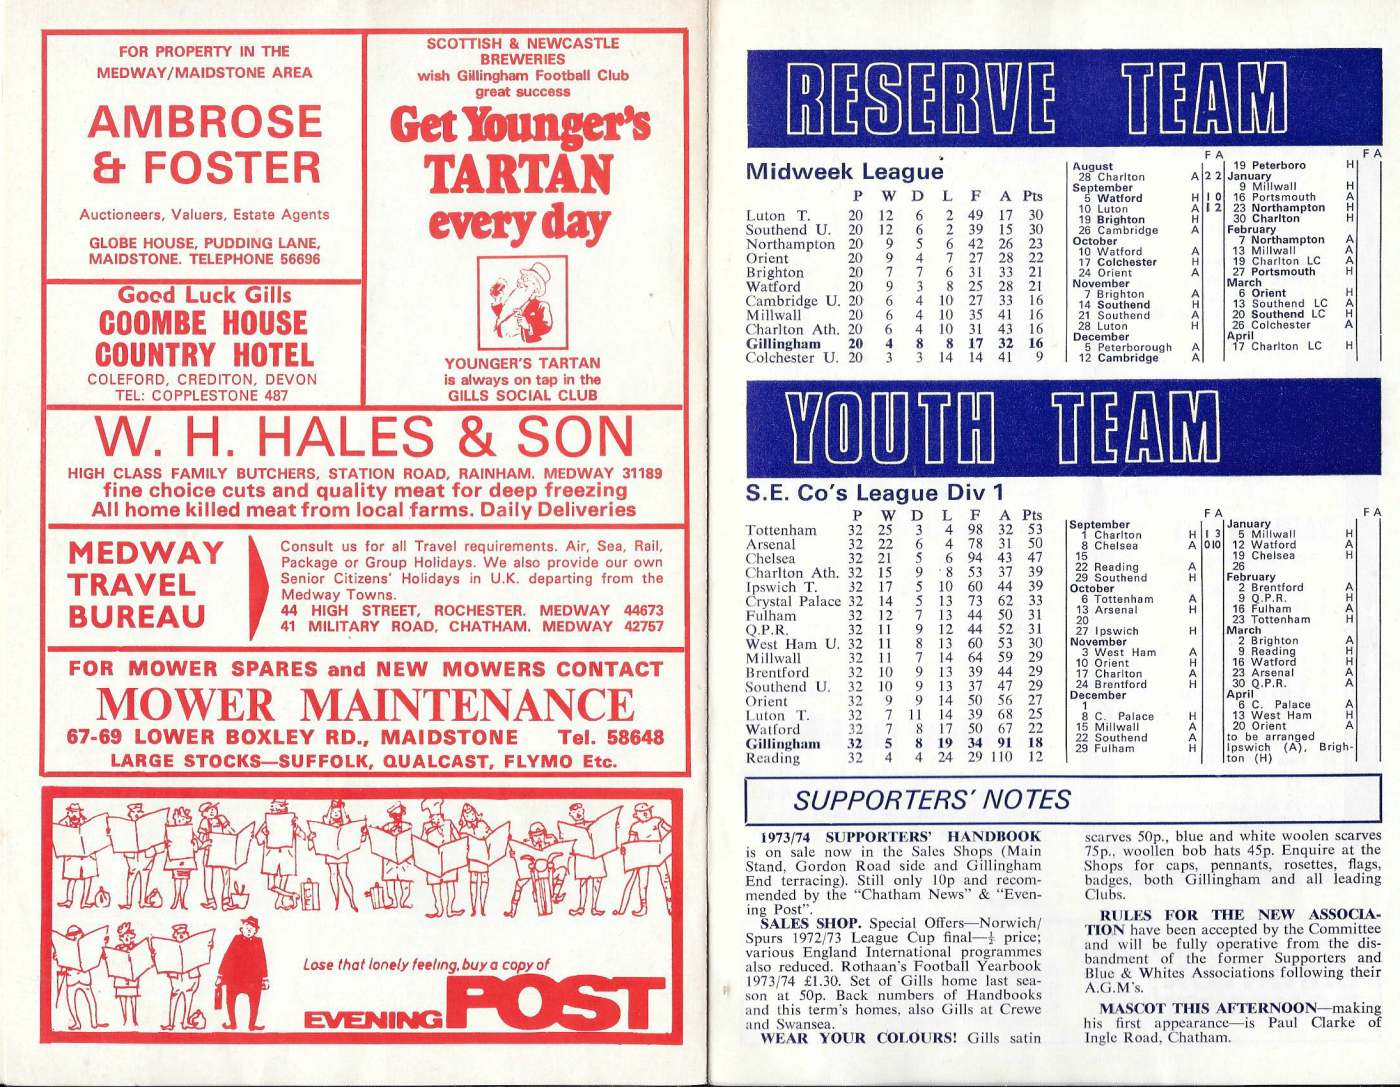 FOR PROPERTY IN THE
MEDWAY/MAIDSTONE AREA
AMBROSE
& FOSTER
Auctioneers, Valuers, Estate Agents
GLOBE HOUSE, PUDDING LANE,
MAIDSTONE. TELEPHONE 56696
SCOTTISH & NEWCASTLE
BREWERIES
wish Gillingham Football Club
great success
Get Younger's
TARTAN
every day
YOUNGER'S TARTAN
is always on tap in the
GILLS SOCIAL CLUB
Good Luck Gills
COOMBE HOUSE
COUNTRY HOTEL
COLEFORD, CREDITON, DEVON
TEL: COPPLESTONE 487
W. H. HALES & SON
HIGH CLASS FAMILY BUTCHERS, STATION ROAD, RAINHAM. MEDWAY 31189
fine choice cuts and quality meat for deep freezing
All home killed meat from local farms. Daily Deliveries
MEDWAY
TRAVEL
BUREAU
Consult us for all Travel requirements. Air, Sea, Rail,
Package or Group Holidays. We also provide our own
Senior Citizens' Holidays in U.K. departing from the
Medway Towns.
44 HIGH STREET, ROCHESTER. MEDWAY 44673
41 MILITARY ROAD, CHATHAM. MEDWAY 42757
FOR MOWER SPARES and NEW MOWERS CONTACT
MOWER MAINTENANCE
67-69 LOWER BOXLEY RD., MAIDSTONE Tel. 58648
LARGE STOCKS—SUFFOLK, QUALCAST, FLYMO Etc.
Lose that lonely feeling, buy a copy of
EVENING POST
RESERVE TEAM
Midweek League
P W D L F A Pts
Luton T. 20 12 6 2 49 17 30
Southend U. 20 12 6 2 39 15 30
Northampton 20 9 5 6 42 26 23
Orient 20 9 4 7 27 28 22
Brighton 20 7 7 6 31 33 21
Watford 20 9 3 8 25 28 21
Cambridge U. 20 6 4 10 27 33 16
Millwall 20 6 4 10 35 41 16
Charlton Ath. 20 6 4 10 31 43 16
Gillingham 20 4 8 8 17 32 16
Colchester U. 20 3 3 14 14 41 9
F A
August
28 Charlton A 2 2
September
5 Watford H 1 0
10 Luton A 1 2
19 Brighton H
26 Cambridge A
October
10 Watford A
17 Colchester H
24 Orient A
November
7 Brighton A
14 Southend H
21 Southend A
28 Luton H
December
5 Peterborough A
12 Cambridge A
F A
19 Peterboro H
January
9 Millwall H
16 Portsmouth A
23 Northampton H
30 Charlton H
February
7 Northampton A
13 Millwall A
19 Charlton LC A
27 Portsmouth H
March
6 Orient H
13 Southend LC A
20 Southend LC H
26 Colchester A
April
17 Charlton LC H
YOUTH TEAM
S.E. Co's League Div 1
P W D L F A Pts
Tottenham 32 25 3 4 98 32 53
Arsenal 32 22 6 4 78 31 50
Chelsea 32 21 5 6 94 43 47
Charlton Ath. 32 15 9 8 53 37 39
Ipswich T. 32 17 5 10 60 44 39
Crystal Palace 32 14 5 13 73 62 33
Fulham 32 12 7 13 44 50 31
Q.P.R. 32 11 9 12 44 52 31
West Ham U. 32 11 8 13 60 53 30
Millwall 32 11 7 14 64 59 29
Brentford 32 10 9 13 39 44 29
Southend U. 32 10 9 13 37 47 29
Orient 32 9 9 14 50 56 27
Luton T. 32 7 11 14 39 68 25
Watford 32 7 8 17 50 67 22
Gillingham 32 5 8 19 34 91 18
Reading 32 4 4 24 29 110 12
F A
September
1 Charlton H 1 3
8 Chelsea A 0 10
15
22 Reading A
29 Southend H
October
6 Tottenham A
13 Arsenal H
20
27 Ipswich H
November
3 West Ham A
10 Orient H
17 Charlton A
24 Brentford H
December
1
8 C. Palace H
15 Millwall A
22 Southend A
29 Fulham H
F A
January
5 Millwall H
12 Watford A
19 Chelsea H
26
February
2 Brentford A
9 Q.P.R. H
16 Fulham A
23 Tottenham H
March
2 Brighton A
9 Reading H
16 Watford H
23 Arsenal A
30 Q.P.R. A
April
6 C. Palace A
13 West Ham H
20 Orient A
to be arranged
Ipswich (A), Brigh-
ton (H)
SUPPORTERS' NOTES
1973/74 SUPPORTERS' HANDBOOK
is on sale now in the Sales Shops (Main
Stand, Gordon Road side and Gillingham
End terracing). Still only 10p and recom-
mended by the "Chatham News" & "Even-
ing Post".
SALES SHOP. Special Offers—Norwich/
Spurs 1972/73 League Cup final—½ price;
various England International programmes
also reduced. Rothaan's Football Yearbook
1973/74 £1.30. Set of Gills home last sea-
son at 50p. Back numbers of Handbooks
and this term's homes, also Gills at Crewe
and Swansea.
WEAR YOUR COLOURS! Gills satin
scarves 50p., blue and white woolen scarves
75p., woollen bob hats 45p. Enquire at the
Shops for caps, pennants, rosettes, flags,
badges, both Gillingham and all leading
Clubs.
RULES FOR THE NEW ASSOCIA-
TION have been accepted by the Committee
and will be fully operative from the dis-
bandment of the former Supporters and
Blue & Whites Associations following their
A.G.M's.
MASCOT THIS AFTERNOON—making
his first appearance—is Paul Clarke of
Ingle Road, Chatham.